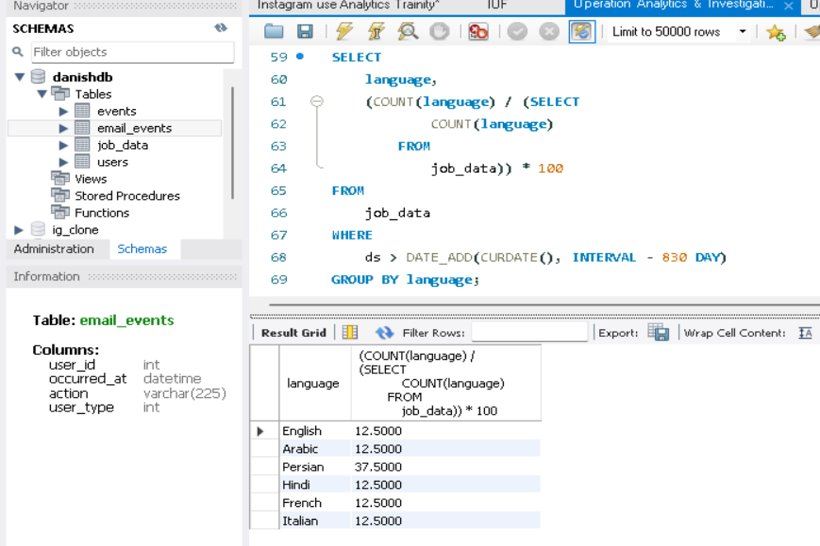 Navigator
Instagram use Analytics Trainity*
IUF
Operation Analytics & Investigati...
SCHEMAS
Filter objects
danishdb
Tables
events
email_events
job_data
users
Views
Stored Procedures
Functions
ig_clone
Administration Schemas
Information
Table: email_events
Columns:
user_id int
occurred_at datetime
action varchar(225)
user_type int
Limit to 50000 rows
59 SELECT
60 language,
61 (COUNT(language) / (SELECT
62 COUNT(language)
63 FROM
64 job_data)) * 100
65 FROM
66 job_data
67 WHERE
68 ds > DATE_ADD(CURDATE(), INTERVAL - 830 DAY)
69 GROUP BY language;
Result Grid Filter Rows: Export: Wrap Cell Content: IA
language
(COUNT(language) /
(SELECT
COUNT(language)
FROM
job_data)) * 100
English 12.5000
Arabic 12.5000
Persian 37.5000
Hindi 12.5000
French 12.5000
Italian 12.5000